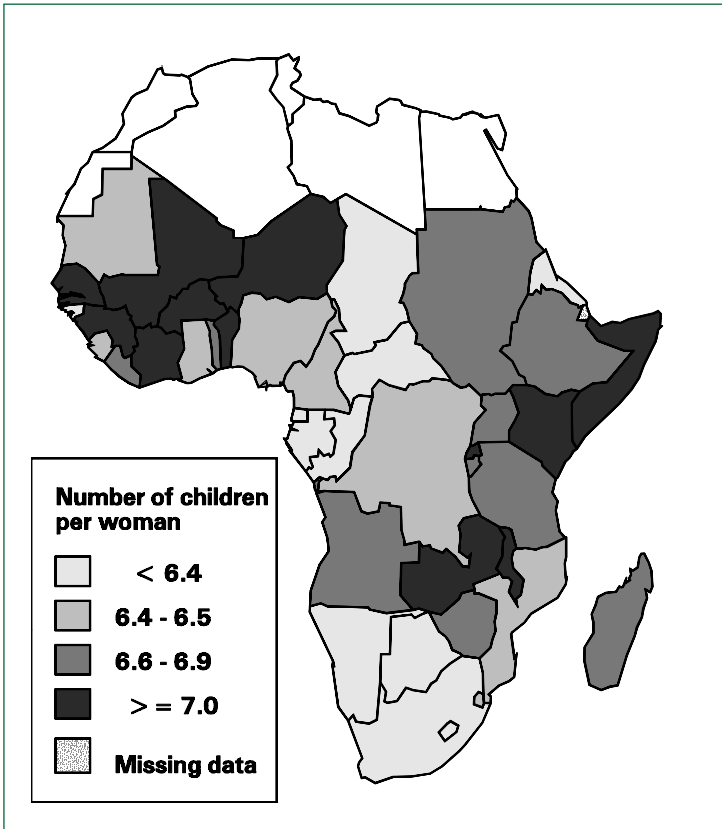 Number of children
per woman
< 6.4
6.4 - 6.5
6.6 - 6.9
> = 7.0
Missing data